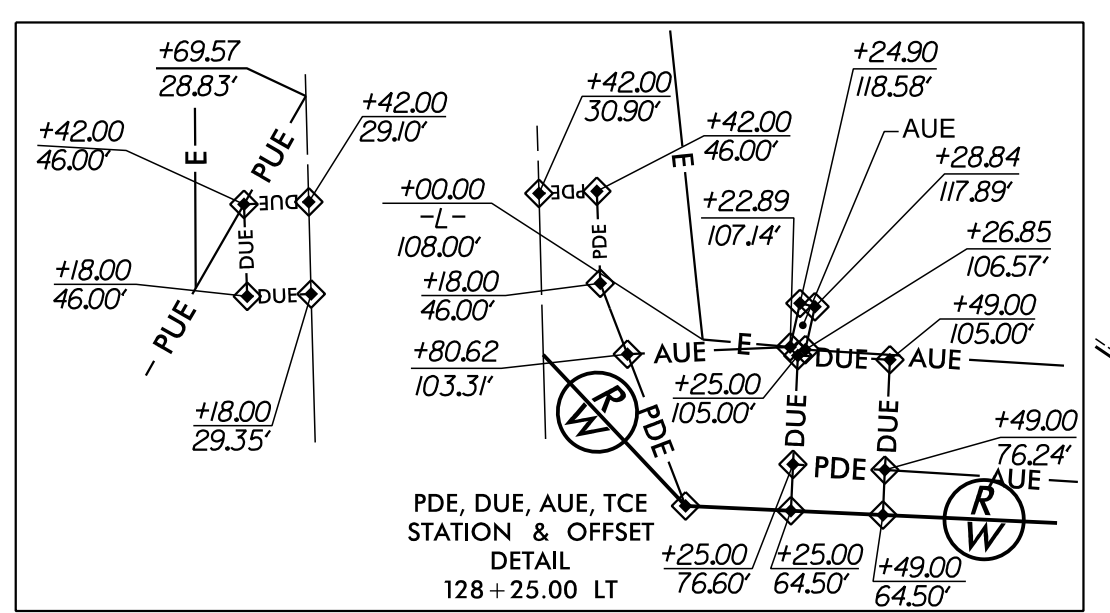 +69.57
28.83'
+42.00
46.00'
E
PUE
+42.00
29.10'
DUE
DUE
+18.00
46.00'
DUE
PUE
+18.00
29.35'
+42.00
30.90'
+42.00
46.00'
E
PDE
+00.00
-L-
108.00'
PDE
+18.00
46.00'
+80.62
103.31'
+24.90
118.58'
AUE
+28.84
117.89'
+22.89
107.14'
+26.85
106.57'
+49.00
105.00'
AUE
E
DUE
AUE
+25.00
105.00'
R
W
PDE
DUE
DUE
+49.00
76.24'
PDE
AUE
R
W
PDE, DUE, AUE, TCE
STATION & OFFSET
DETAIL
128+25.00 LT
+25.00
76.60'
+25.00
64.50'
+49.00
64.50'